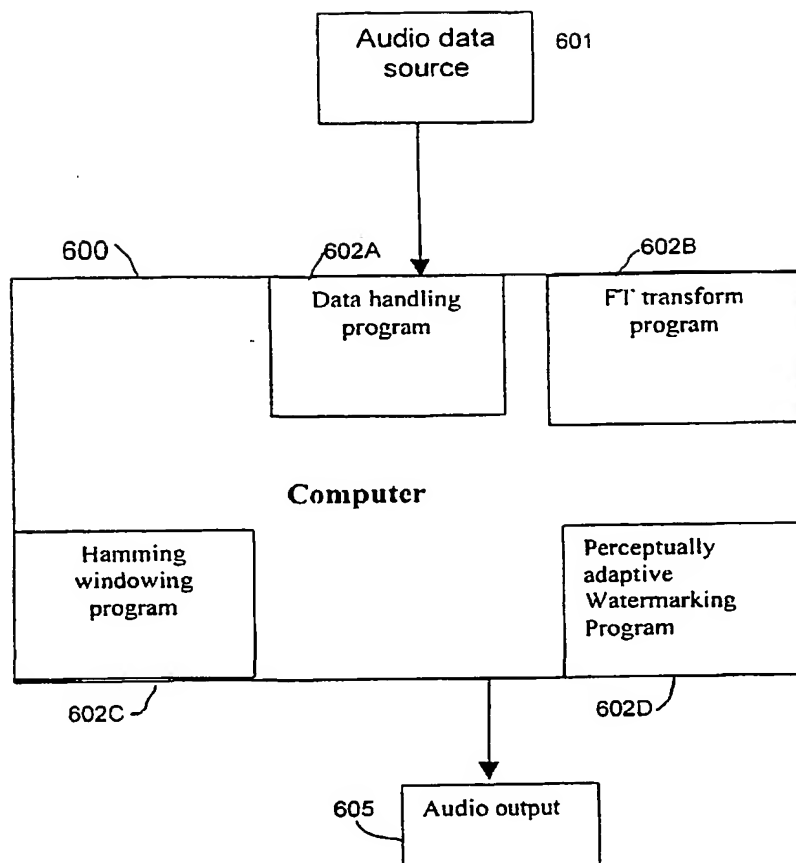 Audio data
source
601
600
602A
602B
Data handling
program
FT transform
program
Computer
Hamming
windowing
program
Perceptually
adaptive
Watermarking
Program
602C
602D
605
Audio output